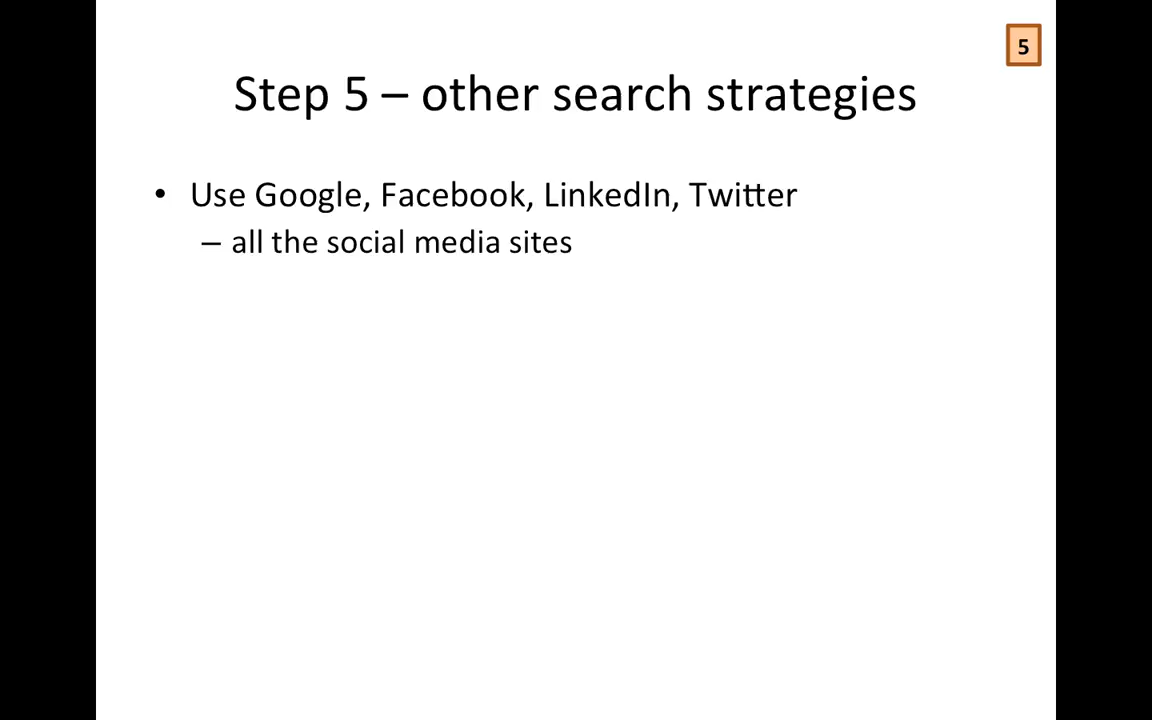 5
Step 5 – other search strategies
• Use Google, Facebook, LinkedIn, Twitter
– all the social media sites